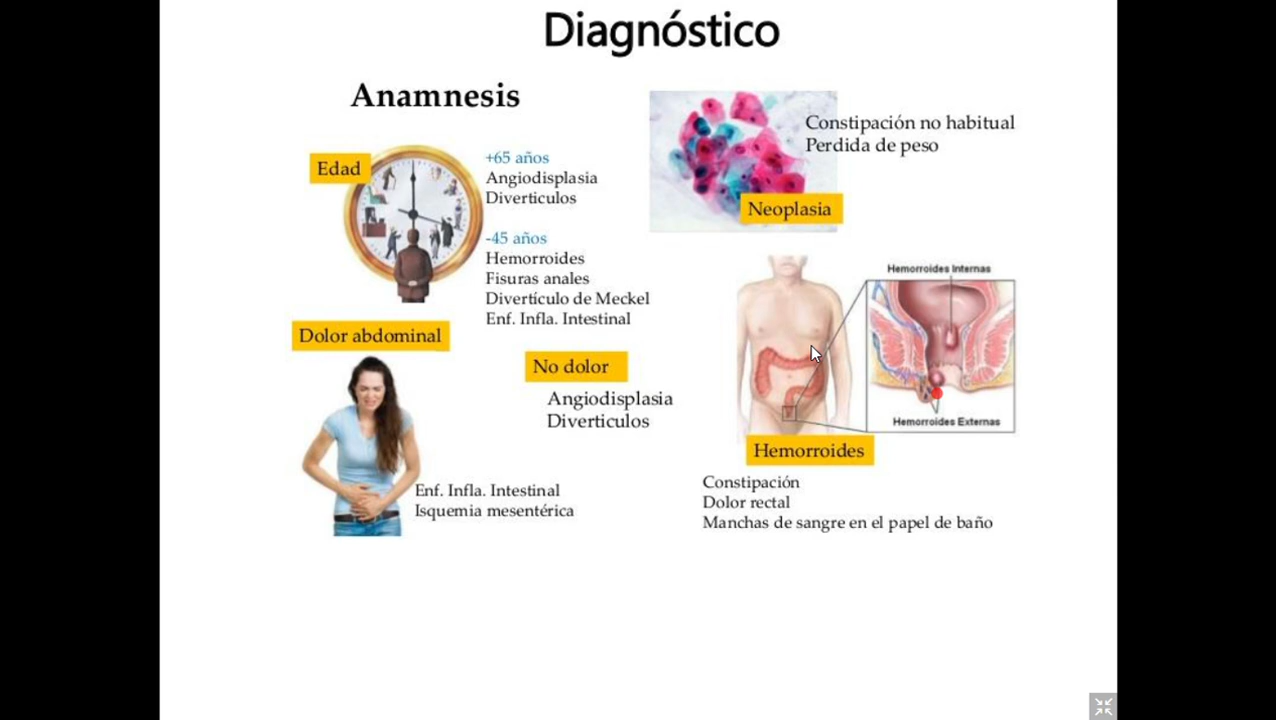 Diagnóstico
Anamnesis
Edad
+65 años
Angiodisplasia
Diverticulos
-45 años
Hemorroides
Fisuras anales
Divertículo de Meckel
Enf. Infla. Intestinal
Dolor abdominal
Enf. Infla. Intestinal
Isquemia mesentérica
No dolor
Angiodisplasia
Diverticulos
Constipación no habitual
Perdida de peso
Neoplasia
Hemorroides Internas
Hemorroides Externas
Hemorroides
Constipación
Dolor rectal
Manchas de sangre en el papel de baño